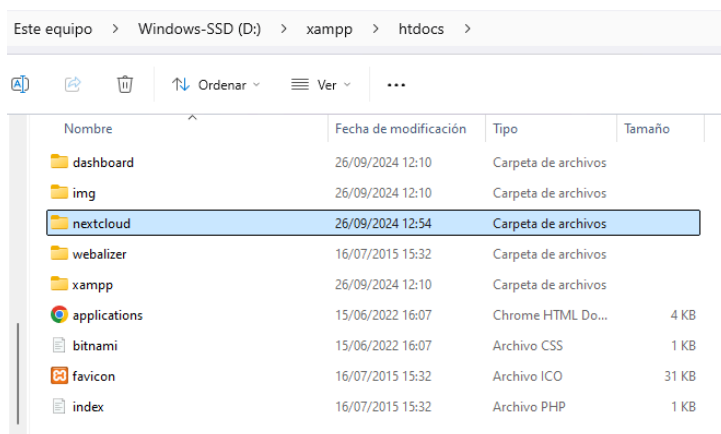 Este equipo > Windows-SSD (D:) > xampp > htdocs >
Ordenar Ver ...
Nombre Fecha de modificación Tipo Tamaño
dashboard 26/09/2024 12:10 Carpeta de archivos
img 26/09/2024 12:10 Carpeta de archivos
nextcloud 26/09/2024 12:54 Carpeta de archivos
webalizer 16/07/2015 15:32 Carpeta de archivos
xampp 26/09/2024 12:10 Carpeta de archivos
applications 15/06/2022 16:07 Chrome HTML Do... 4 KB
bitnami 15/06/2022 16:07 Archivo CSS 1 KB
favicon 16/07/2015 15:32 Archivo ICO 31 KB
index 16/07/2015 15:32 Archivo PHP 1 KB